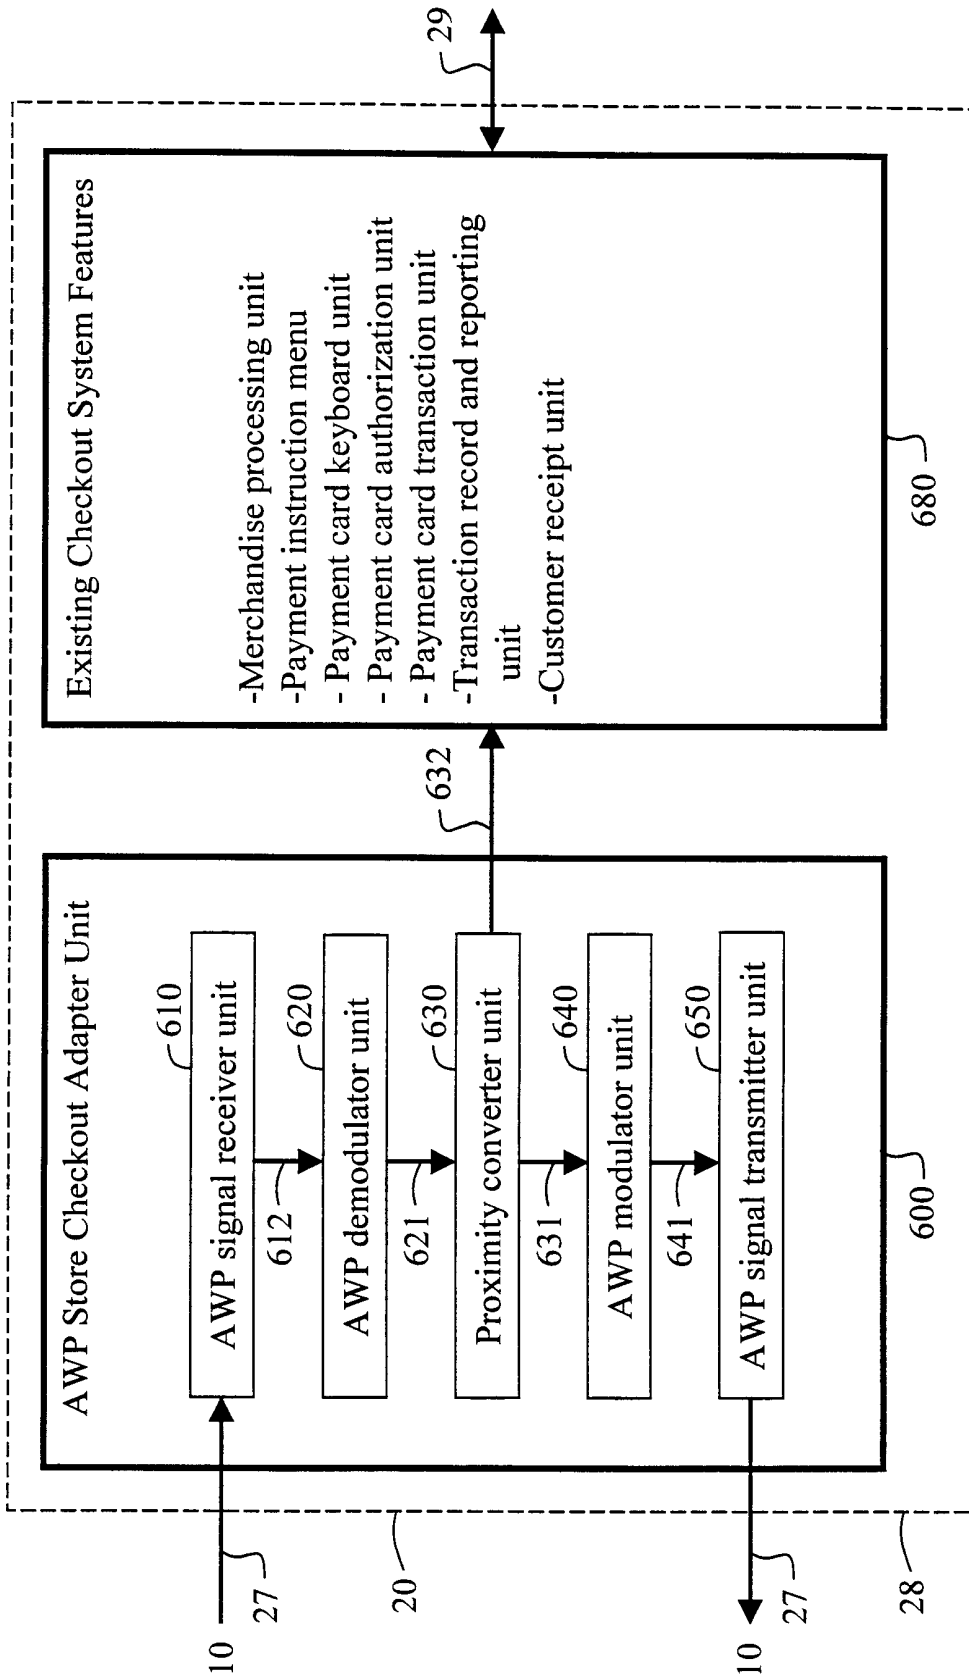 AWP Store Checkout Adapter Unit
10
27
AWP signal receiver unit
610
612
AWP demodulator unit
620
621
Proximity converter unit
630
631
AWP modulator unit
640
641
AWP signal transmitter unit
650
10
27
600
20
28
632
Existing Checkout System Features
-Merchandise processing unit
-Payment instruction menu
- Payment card keyboard unit
- Payment card authorization unit
- Payment card transaction unit
-Transaction record and reporting
unit
-Customer receipt unit
680
29